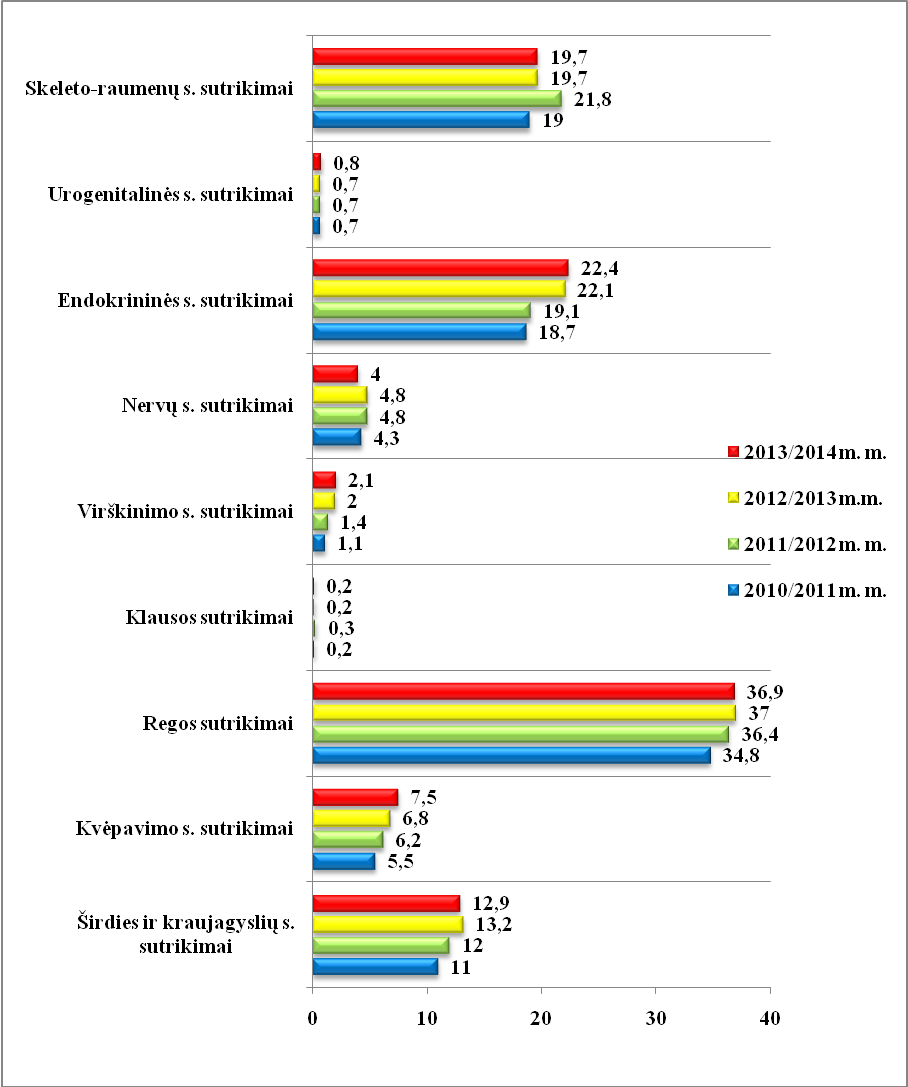 Skeleto-raumenų s. sutrikimai
19,7
19,7
21,8
19
Urogenitalinės s. sutrikimai
0,8
0,7
0,7
0,7
Endokrininės s. sutrikimai
22,4
22,1
19,1
18,7
Nervų s. sutrikimai
4
4,8
4,8
4,3
Virškinimo s. sutrikimai
2,1
2
1,4
1,1
Klausos sutrikimai
0,2
0,2
0,3
0,2
Regos sutrikimai
36,9
37
36,4
34,8
Kvėpavimo s. sutrikimai
7,5
6,8
6,2
5,5
Širdies ir kraujagyslių s.
sutrikimai
12,9
13,2
12
11
0 10 20 30 40
2013/2014 m. m.
2012/2013 m.m.
2011/2012 m. m.
2010/2011 m. m.